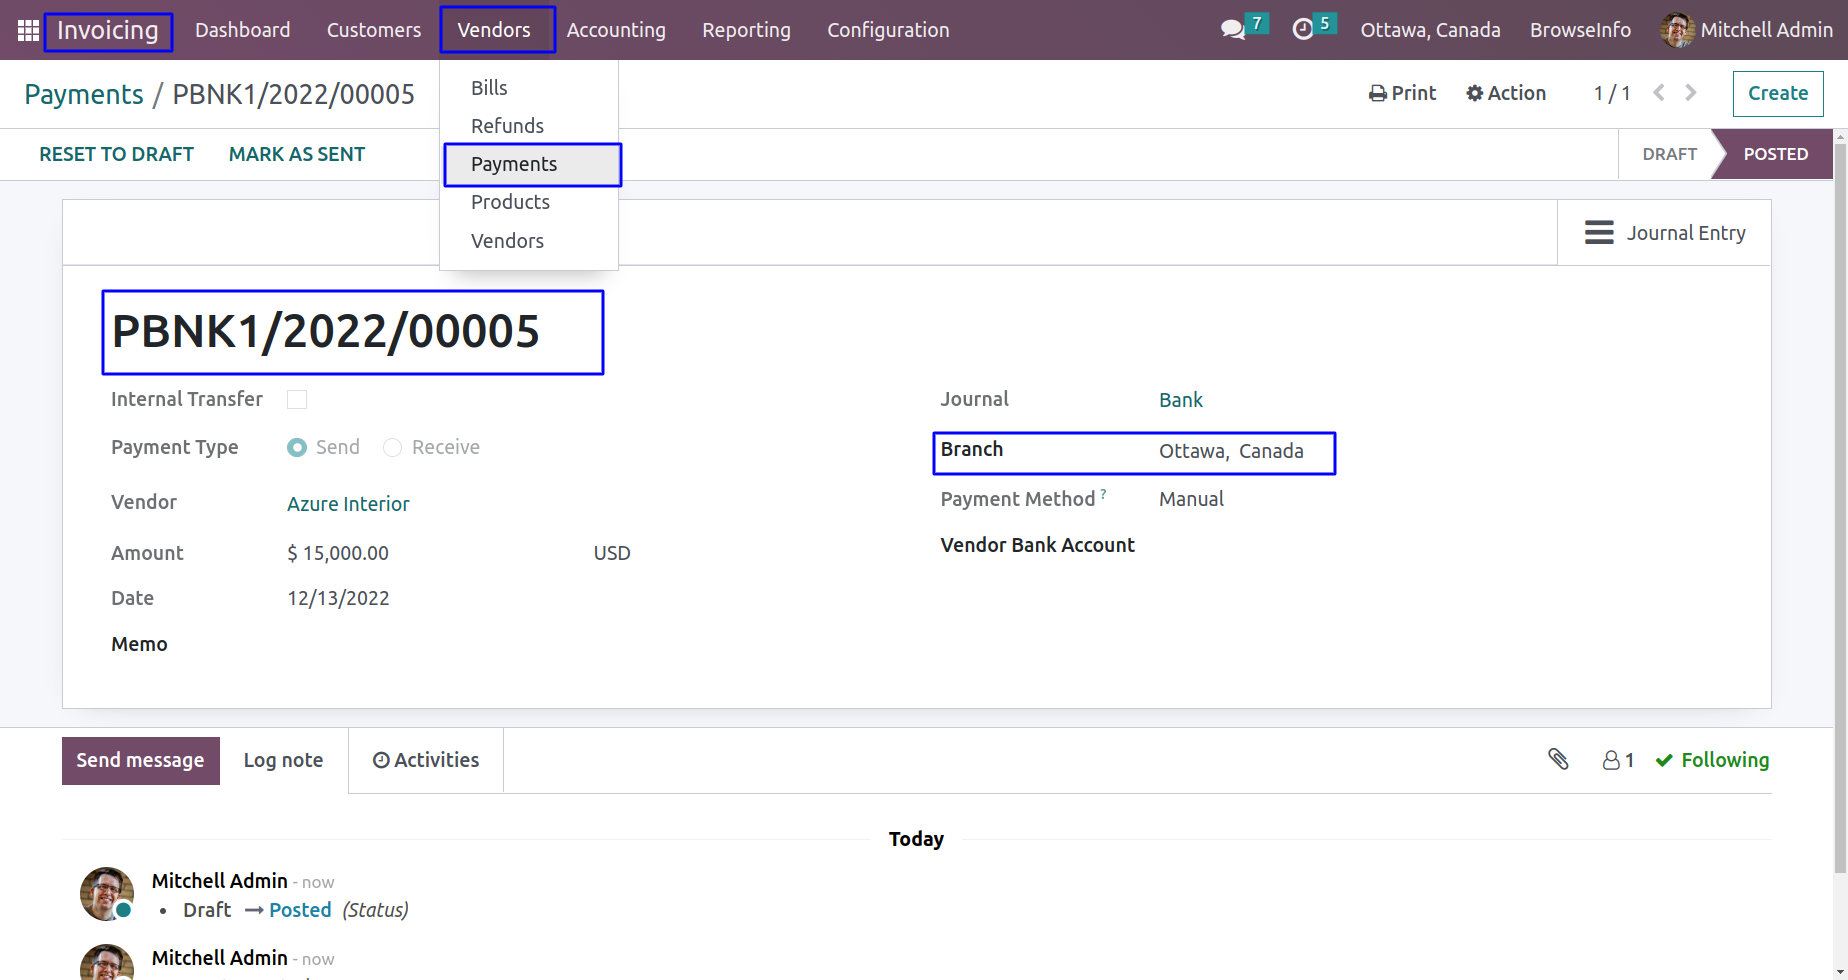 Invoicing Dashboard Customers Vendors Accounting Reporting Configuration 7 5 Ottawa, Canada BrowseInfo Mitchell Admin
Payments / PBNK1/2022/00005 Print Action 1 / 1 Create
Bills
Refunds
Payments
Products
Vendors
RESET TO DRAFT MARK AS SENT DRAFT POSTED
Journal Entry
PBNK1/2022/00005
Internal Transfer
Payment Type Send Receive
Vendor Azure Interior
Amount $ 15,000.00 USD
Date 12/13/2022
Memo
Journal Bank
Branch Ottawa, Canada
Payment Method ? Manual
Vendor Bank Account
Send message Log note Activities 1 Following
Today
Mitchell Admin - now
• Draft → Posted (Status)
Mitchell Admin - now